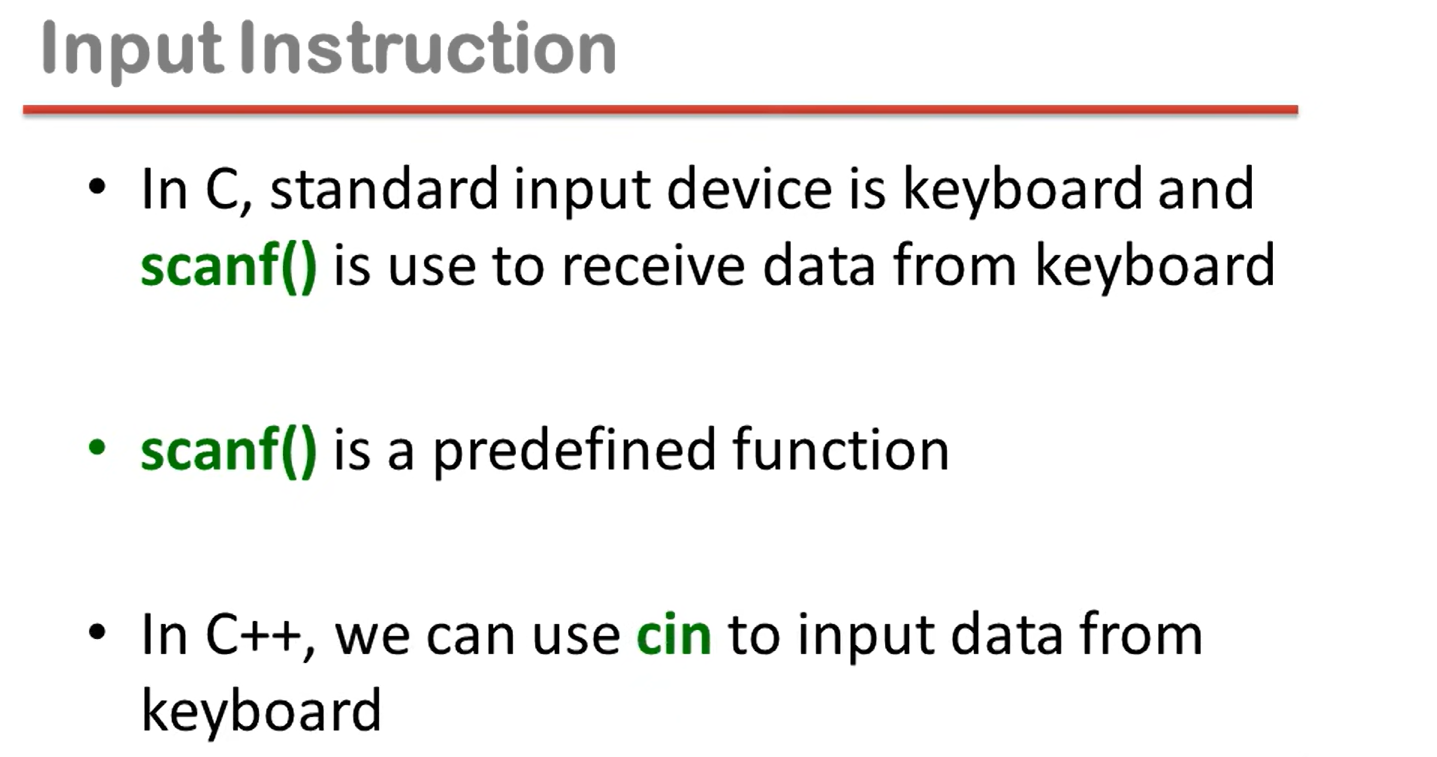 Input Instruction
• In C, standard input device is keyboard and
scanf() is use to receive data from keyboard
• scanf() is a predefined function
• In C++, we can use cin to input data from
keyboard